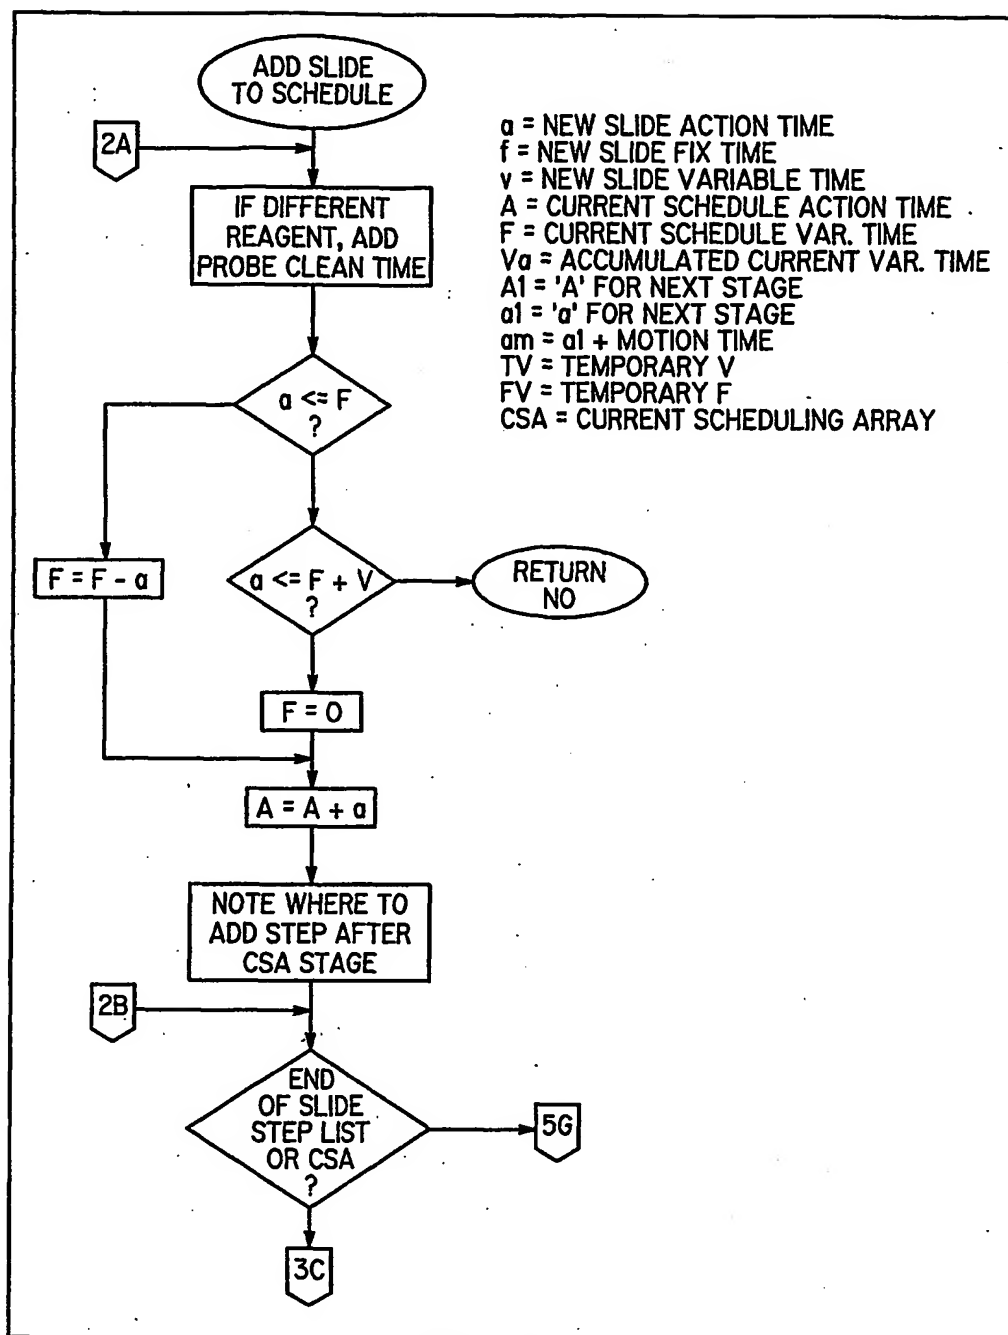 ADD SLIDE
TO SCHEDULE
2A
IF DIFFERENT
REAGENT, ADD
PROBE CLEAN TIME
a <= F
?
F = F - a
a <= F + V
?
RETURN
NO
F = 0
A = A + a
NOTE WHERE TO
ADD STEP AFTER
CSA STAGE
2B
END
OF SLIDE
STEP LIST
OR CSA
?
5G
3C
a = NEW SLIDE ACTION TIME
f = NEW SLIDE FIX TIME
v = NEW SLIDE VARIABLE TIME
A = CURRENT SCHEDULE ACTION TIME
F = CURRENT SCHEDULE VAR. TIME
Va = ACCUMULATED CURRENT VAR. TIME
A1 = 'A' FOR NEXT STAGE
a1 = 'a' FOR NEXT STAGE
am = a1 + MOTION TIME
TV = TEMPORARY V
FV = TEMPORARY F
CSA = CURRENT SCHEDULING ARRAY